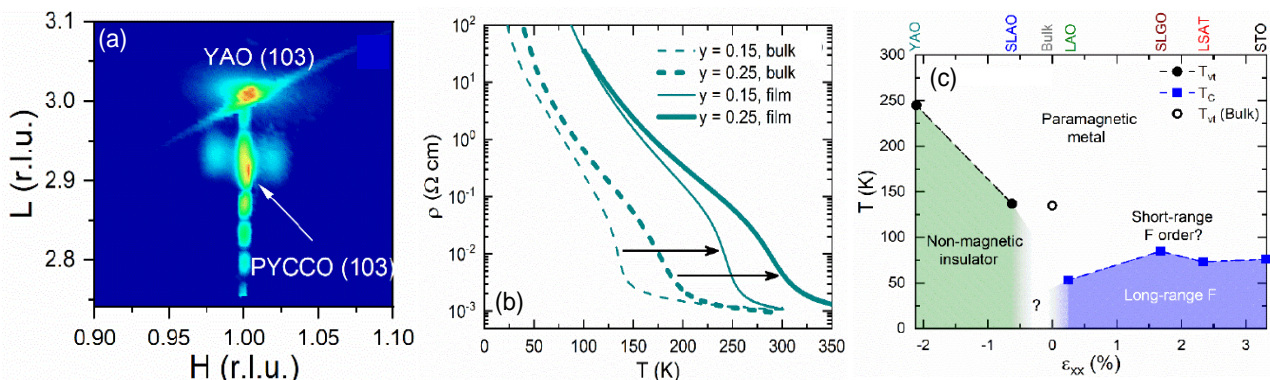 (a)
YAO (103)
PYCCO (103)
L (r.l.u.)
3.1
3.0
2.9
2.8
0.90
0.95
1.00
1.05
1.10
H (r.l.u.)
(b)
y = 0.15, bulk
y = 0.25, bulk
y = 0.15, film
y = 0.25, film
ρ (Ω cm)
10²
10¹
10⁰
10⁻¹
10⁻²
10⁻³
0 50 100 150 200 250 300 350
T (K)
YAO
SLAO
Bulk
LAO
SLGO
LSAT
STO
(c)
T_vt
T_C
T_vt (Bulk)
Paramagnetic
metal
Non-magnetic
insulator
?
Short-range
F order?
Long-range F
T (K)
300
250
200
150
100
50
0
-2 -1 0 1 2 3
ε_xx (%)